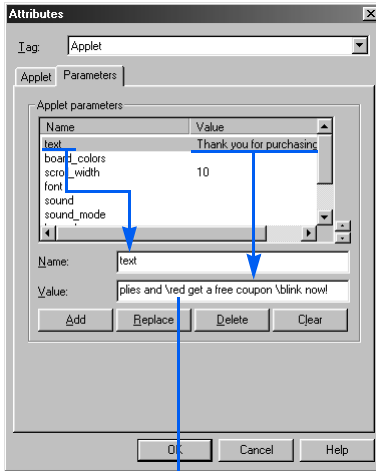 Attributes
Tag: Applet
Applet Parameters
Applet parameters
Name Value
text Thank you for purchasing
board_colors
scroll_width 10
font
sound
sound_mode
Name: text
Value: plies and \red get a free coupon \blink now!
Add Replace Delete Clear
OK Cancel Help